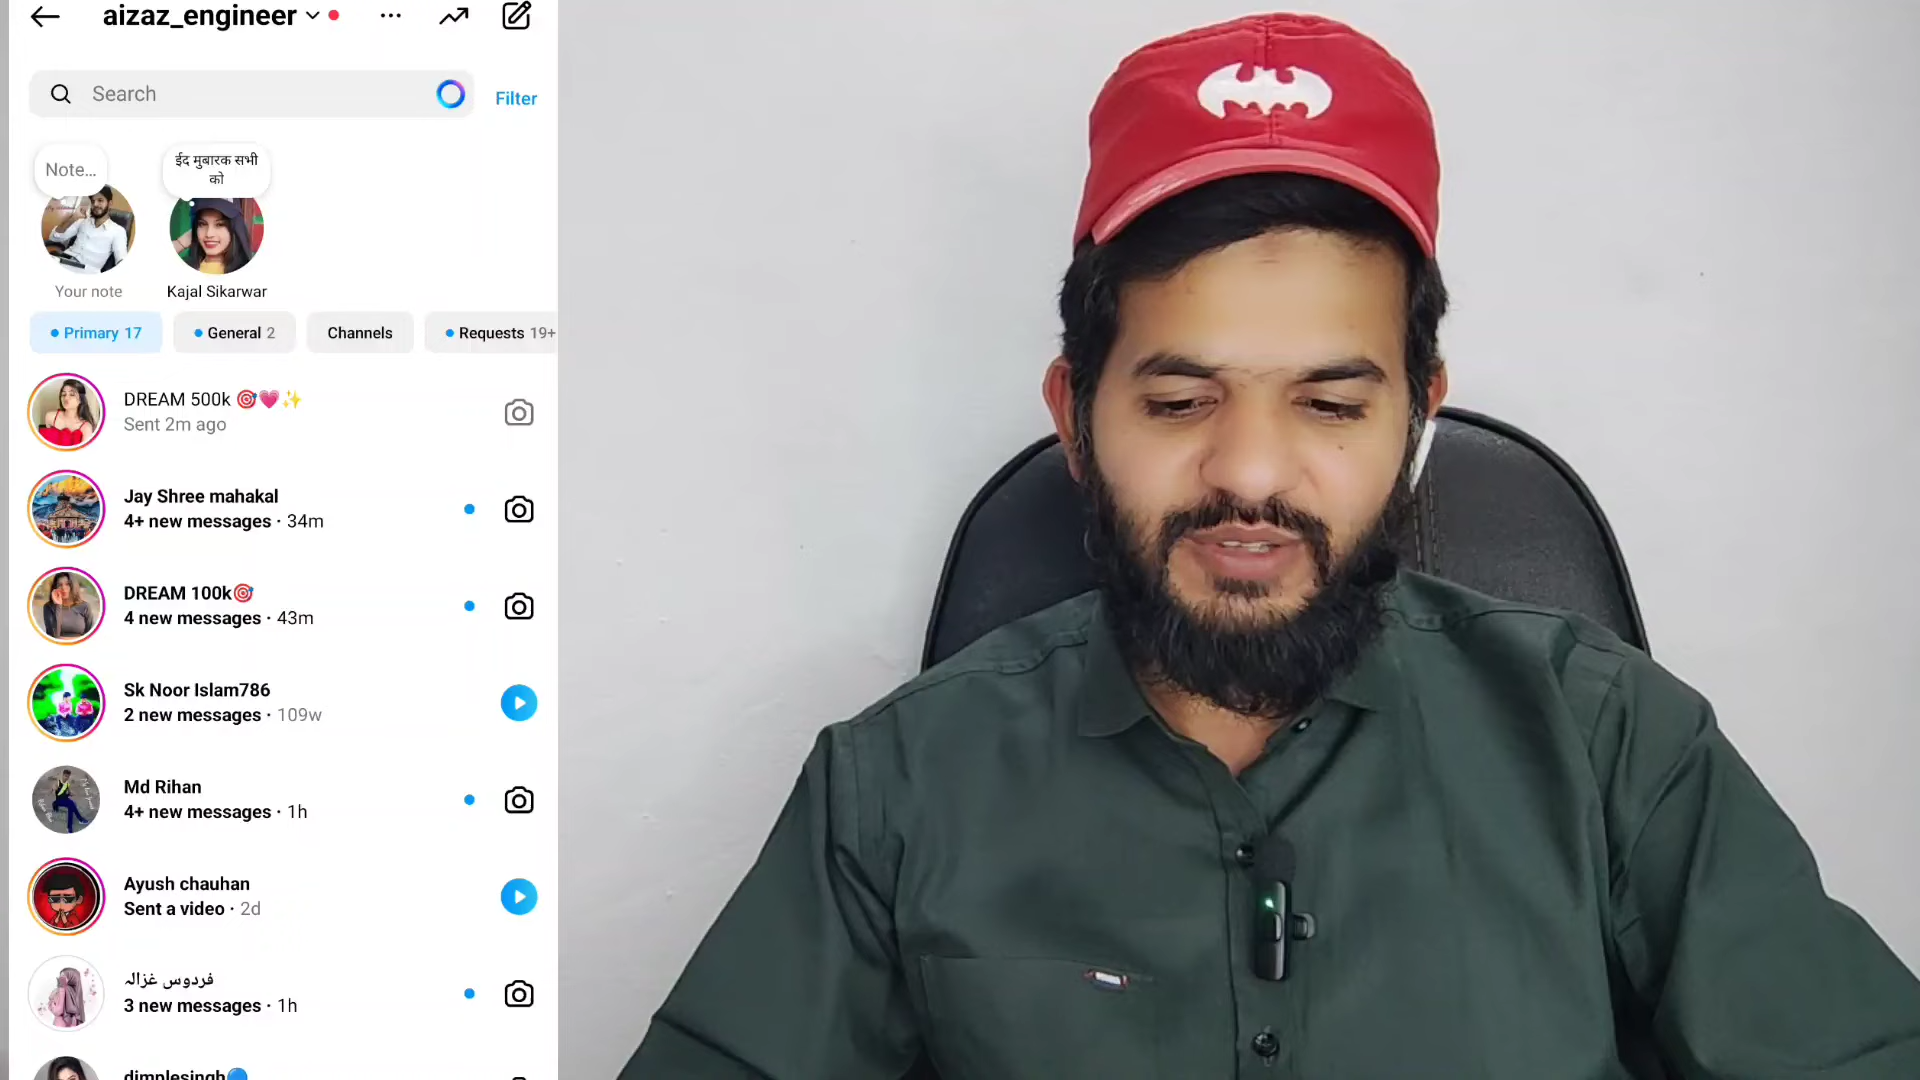 aizaz_engineer
Search
Filter
Note...
ईद मुबारक सभी
को
Your note
Kajal Sikarwar
Primary 17
General 2
Channels
Requests 19+
DREAM 500k 🎯💗✨
Sent 2m ago
Jay Shree mahakal
4+ new messages · 34m
DREAM 100k🎯
4 new messages · 43m
Sk Noor Islam786
2 new messages · 109w
Md Rihan
4+ new messages · 1h
Ayush chauhan
Sent a video · 2d
فردوس غزالہ
3 new messages · 1h
dimplesingh🔵